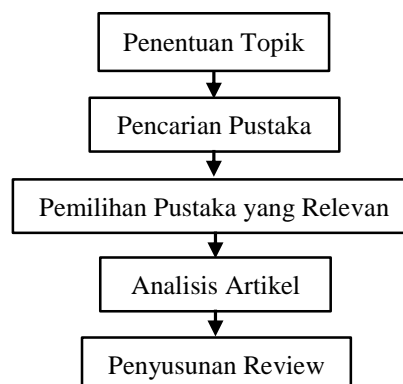 Penentuan Topik
Pencarian Pustaka
Pemilihan Pustaka yang Relevan
Analisis Artikel
Penyusunan Review